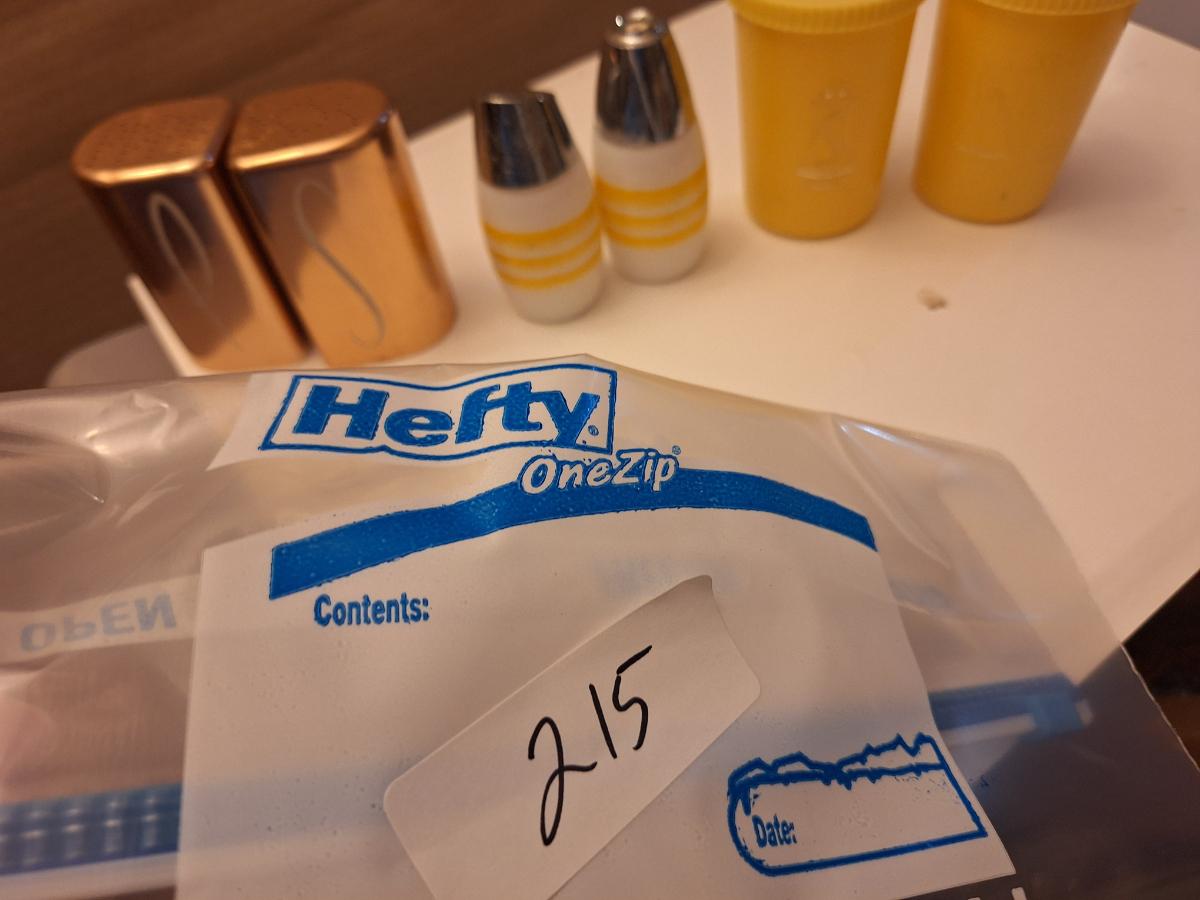 P S
Hefty®
OneZip®
OPEN
Contents:
215
Date: